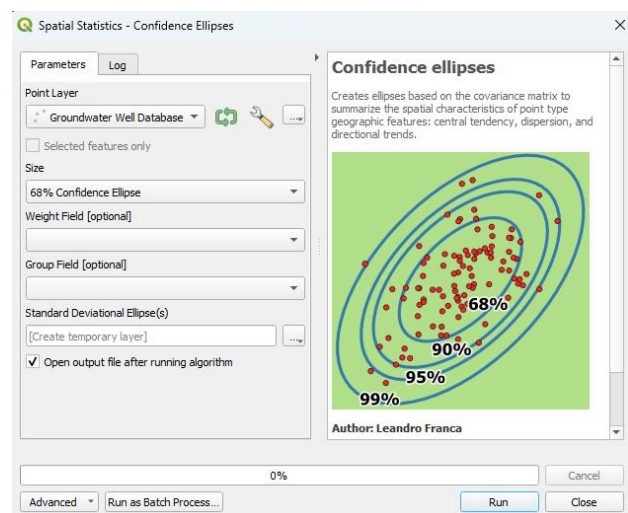 Spatial Statistics - Confidence Ellipses
Parameters
Log
Point Layer
Groundwater Well Database
Selected features only
Size
68% Confidence Ellipse
Weight Field [optional]
Group Field [optional]
Standard Deviational Ellipse(s)
[Create temporary layer]
Open output file after running algorithm
Confidence ellipses
Creates ellipses based on the covariance matrix to
summarize the spatial characteristics of point type
geographic features: central tendency, dispersion, and
directional trends.
68%
90%
95%
99%
Author: Leandro Franca
0%
Cancel
Advanced
Run as Batch Process...
Run
Close